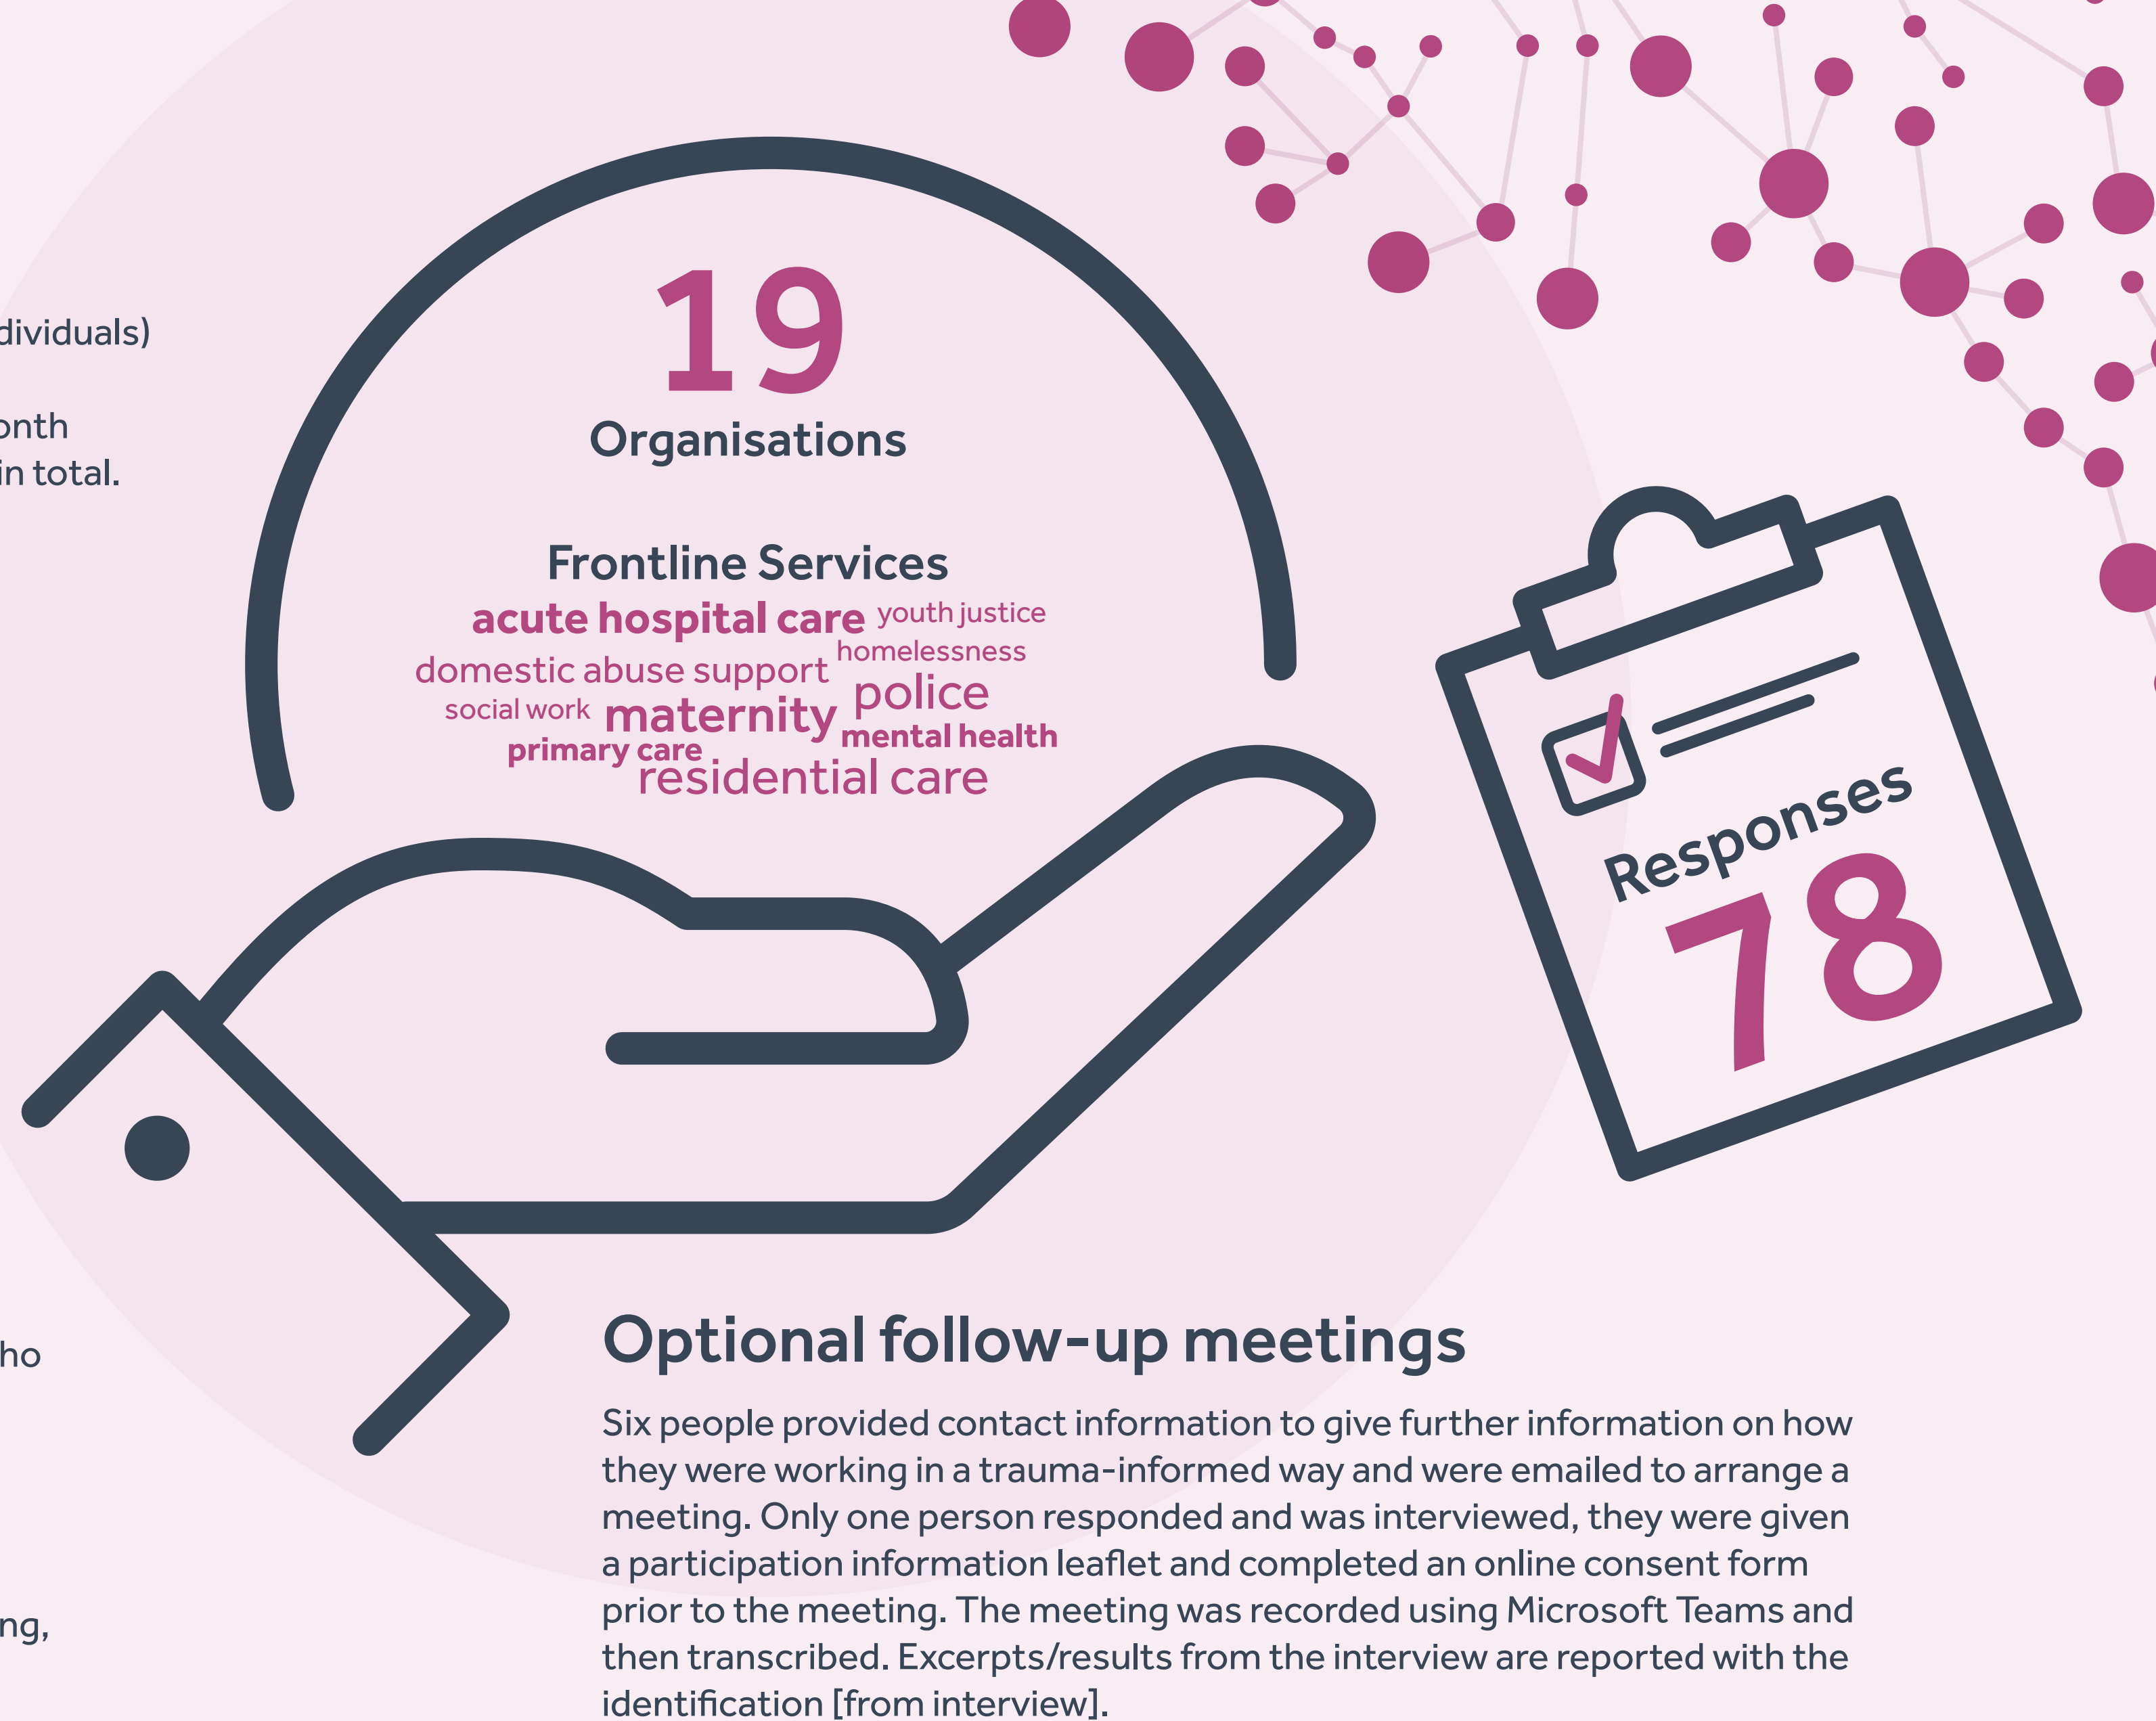 dividuals)
onth
in total.
ho
ng,
19
Organisations
Frontline Services
acute hospital care youth justice
domestic abuse support homelessness
social work maternity police
primary care mental health
residential care
Responses
78
Optional follow-up meetings
Six people provided contact information to give further information on how
they were working in a trauma-informed way and were emailed to arrange a
meeting. Only one person responded and was interviewed, they were given
a participation information leaflet and completed an online consent form
prior to the meeting. The meeting was recorded using Microsoft Teams and
then transcribed. Excerpts/results from the interview are reported with the
identification [from interview].